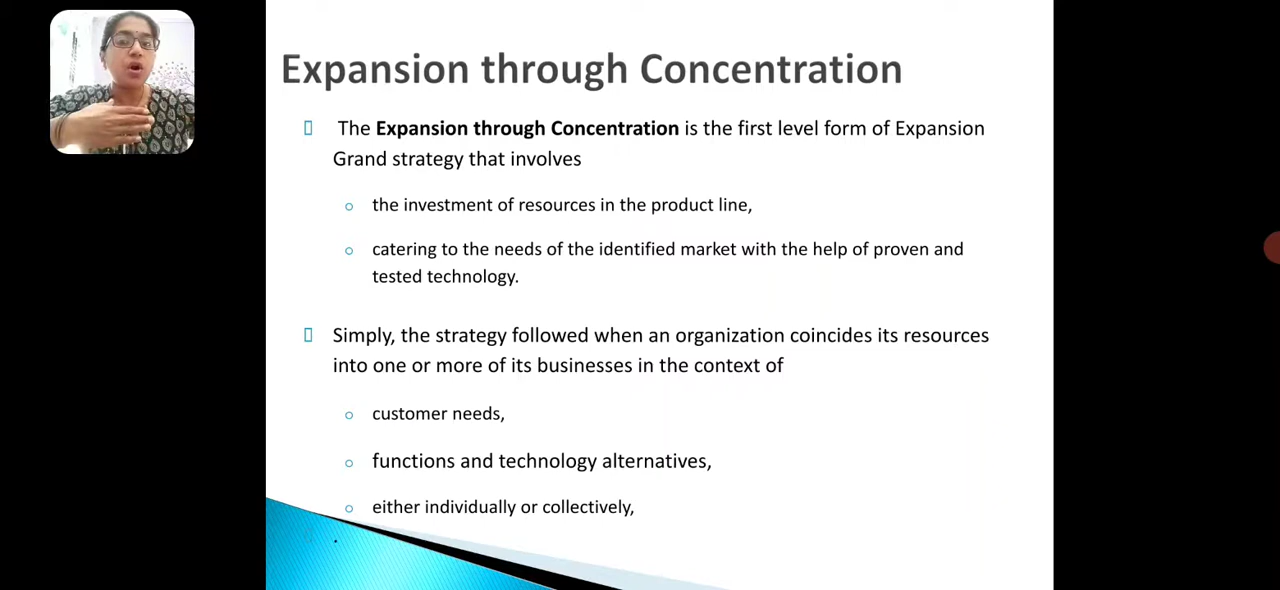 Expansion through Concentration
The Expansion through Concentration is the first level form of Expansion
Grand strategy that involves
the investment of resources in the product line,
catering to the needs of the identified market with the help of proven and
tested technology.
Simply, the strategy followed when an organization coincides its resources
into one or more of its businesses in the context of
customer needs,
functions and technology alternatives,
either individually or collectively,
.